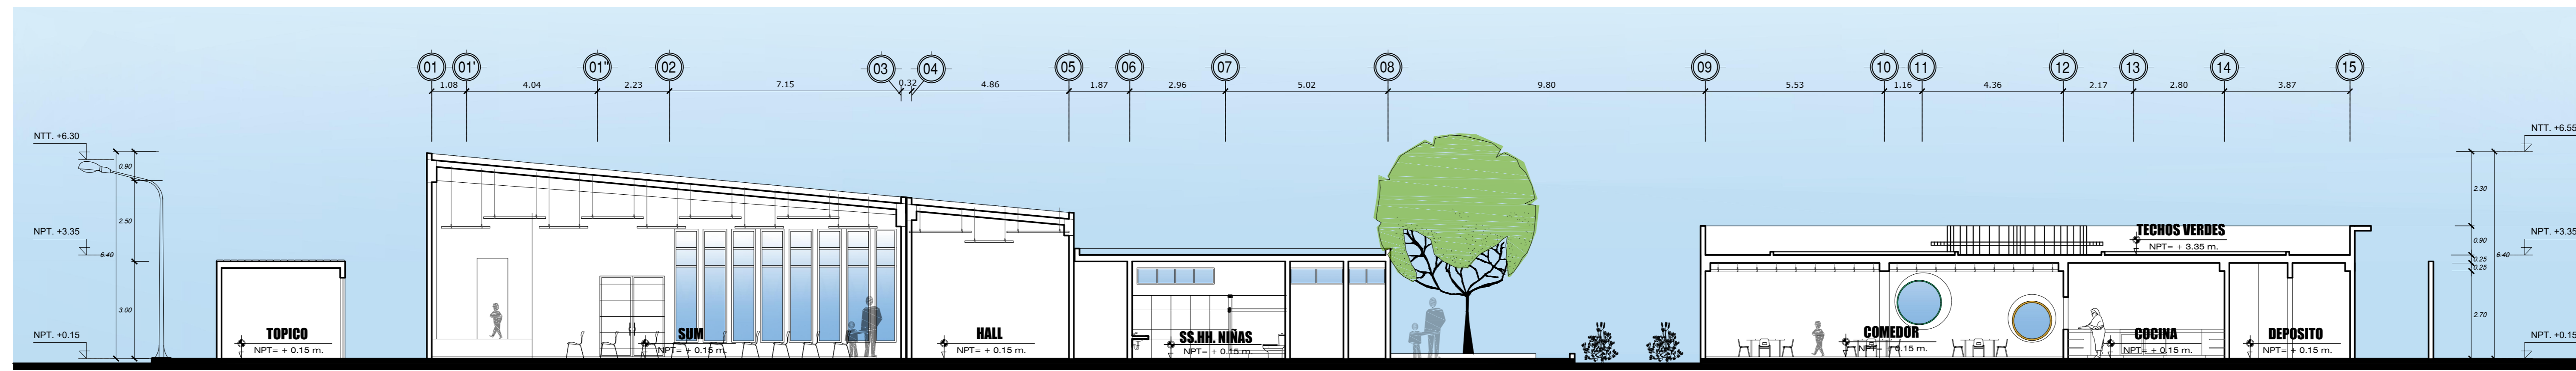 01 01' 01" 02 03 04 05 06 07 08 09 10 11 12 13 14 15
1.08 4.04 2.23 7.15 0.32 4.86 1.87 2.96 5.02 9.80 5.53 1.16 4.36 2.17 2.80 3.87
NTT. +6.30
0.90
2.50
NPT. +3.35
6.40
3.00
NPT. +0.15
TOPICO
NPT= + 0.15 m.
SUM
NPT= + 0.15 m.
HALL
NPT= + 0.15 m.
SS.HH. NIÑAS
NPT= + 0.15 m.
TECHOS VERDES
NPT= + 3.35 m.
COMEDOR
NPT= + 0.15 m.
COCINA
NPT= + 0.15 m.
DEPOSITO
NPT= + 0.15 m.
NTT. +6.55
2.30
NPT. +3.35
0.90
0.25
0.25
6.40
2.70
NPT. +0.15